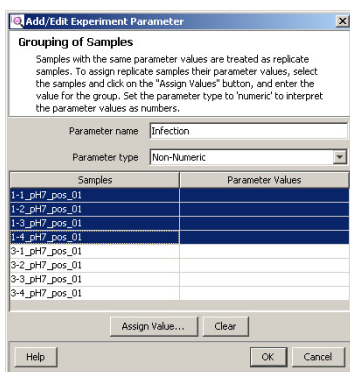 Add/Edit Experiment Parameter
Grouping of Samples
Samples with the same parameter values are treated as replicate
samples. To assign replicate samples their parameter values, select
the samples and click on the "Assign Values" button, and enter the
value for the group. Set the parameter type to 'numeric' to interpret
the parameter values as numbers.
Parameter name Infection
Parameter type Non-Numeric
Samples Parameter Values
1-1_pH7_pos_01
1-2_pH7_pos_01
1-3_pH7_pos_01
1-4_pH7_pos_01
3-1_pH7_pos_01
3-2_pH7_pos_01
3-3_pH7_pos_01
3-4_pH7_pos_01
Assign Value... Clear
Help OK Cancel